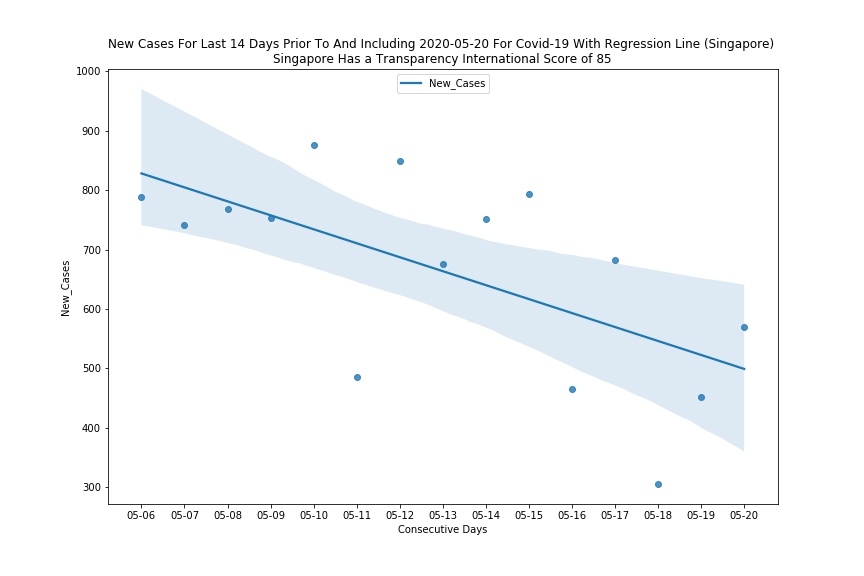 New Cases For Last 14 Days Prior To And Including 2020-05-20 For Covid-19 With Regression Line (Singapore)
Singapore Has a Transparency International Score of 85
New_Cases
1000
900
800
700
600
500
400
300
New_Cases
05-06 05-07 05-08 05-09 05-10 05-11 05-12 05-13 05-14 05-15 05-16 05-17 05-18 05-19 05-20
Consecutive Days